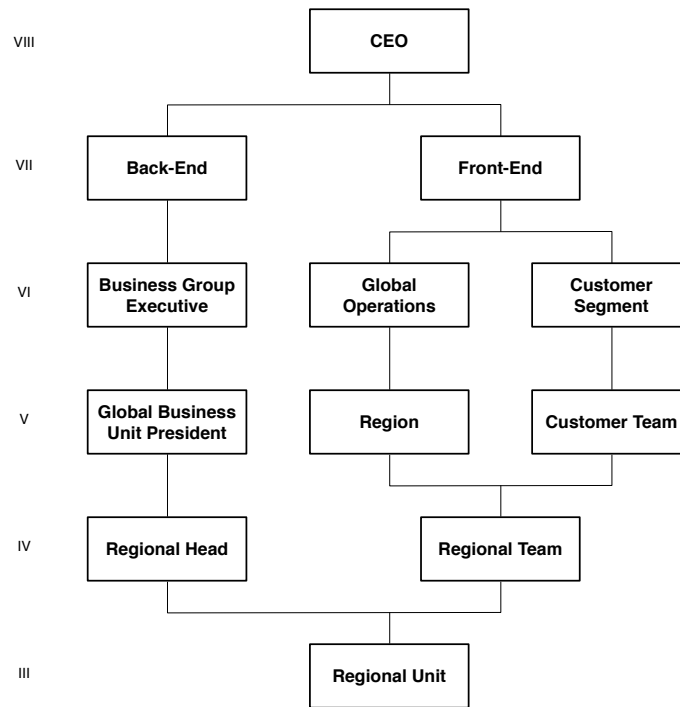 VIII
CEO
VII
Back-End
Front-End
VI
Business Group
Executive
Global
Operations
Customer
Segment
V
Global Business
Unit President
Region
Customer Team
IV
Regional Head
Regional Team
III
Regional Unit